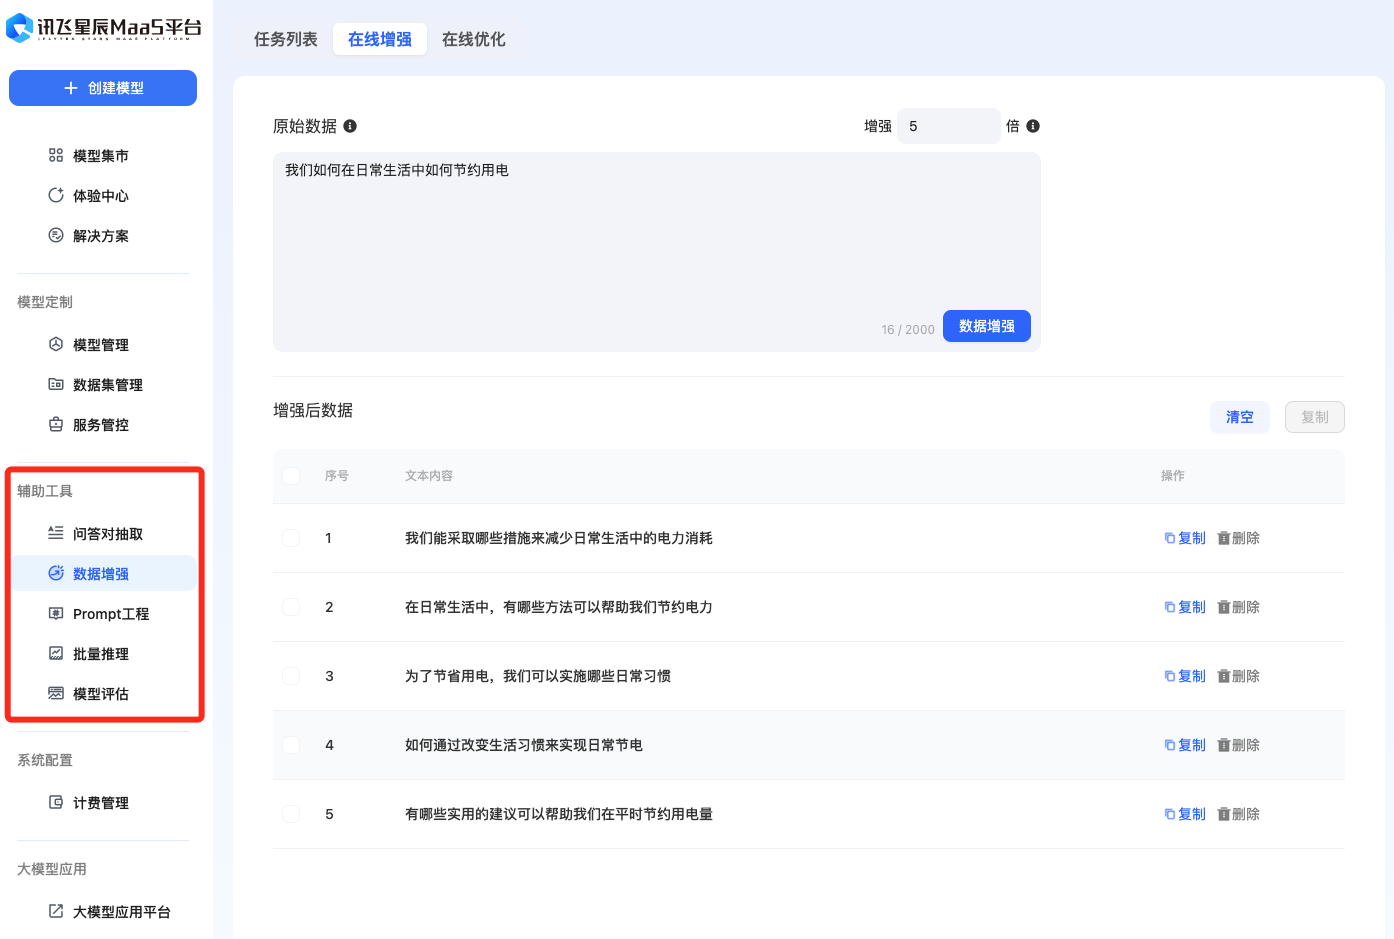 讯飞星辰MaaS平台
IFLYTEK STARS MAAS PLATFORM
创建模型
模型集市
体验中心
解决方案
模型定制
模型管理
数据集管理
服务管控
辅助工具
问答对抽取
数据增强
Prompt工程
批量推理
模型评估
系统配置
计费管理
大模型应用
大模型应用平台
任务列表 在线增强 在线优化
原始数据 增强 5 倍
我们如何在日常生活中如何节约用电
16 / 2000 数据增强
增强后数据 清空 复制
序号 文本内容 操作
1 我们能采取哪些措施来减少日常生活中的电力消耗 复制 删除
2 在日常生活中，有哪些方法可以帮助我们节约电力 复制 删除
3 为了节省用电，我们可以实施哪些日常习惯 复制 删除
4 如何通过改变生活习惯来实现日常节电 复制 删除
5 有哪些实用的建议可以帮助我们在平时节约用电量 复制 删除